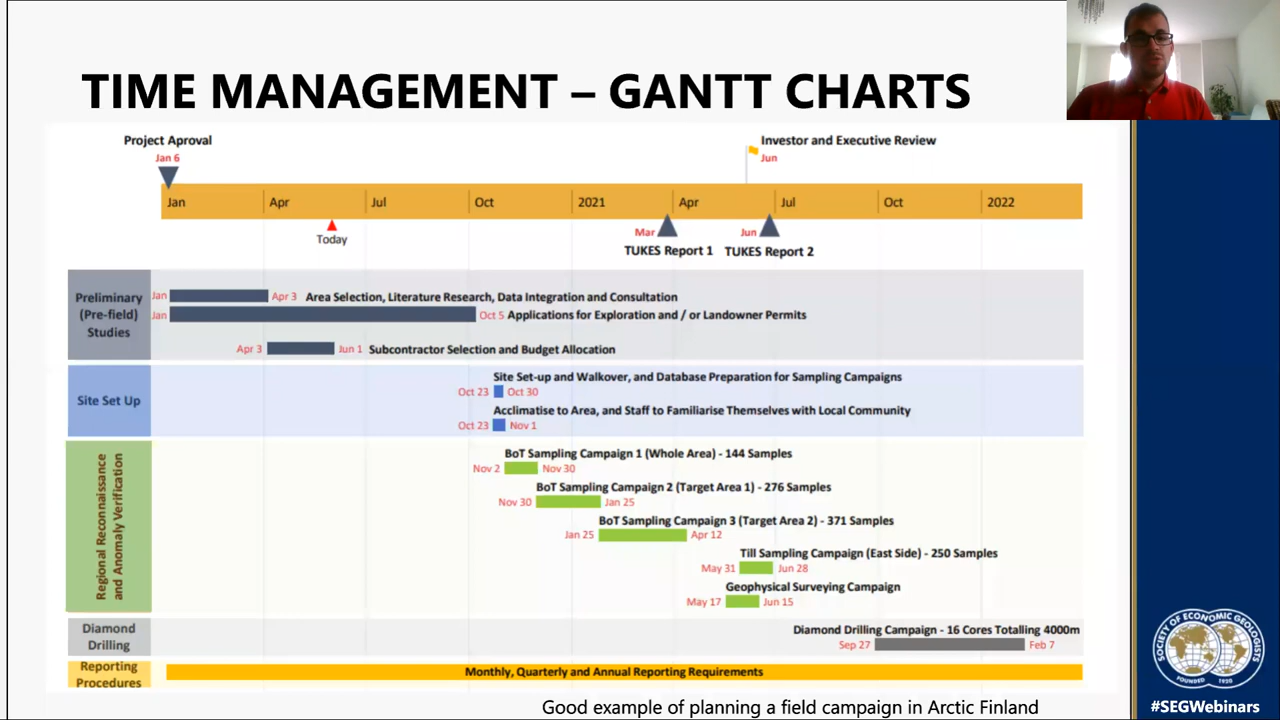 TIME MANAGEMENT – GANTT CHARTS
Project Aproval
Jan 6
Investor and Executive Review
Jun
Jan Apr Jul Oct 2021 Apr Jul Oct 2022
Today
Mar
TUKES Report 1
Jun
TUKES Report 2
Preliminary
(Pre-field)
Studies
Jan Apr 3 Area Selection, Literature Research, Data Integration and Consultation
Jan Oct 5 Applications for Exploration and / or Landowner Permits
Apr 3 Jun 1 Subcontractor Selection and Budget Allocation
Site Set Up
Site Set-up and Walkover, and Database Preparation for Sampling Campaigns
Oct 23 Oct 30
Acclimatise to Area, and Staff to Familiarise Themselves with Local Community
Oct 23 Nov 1
Regional Reconnaissance
and Anomaly Verification
BoT Sampling Campaign 1 (Whole Area) - 144 Samples
Nov 2 Nov 30
BoT Sampling Campaign 2 (Target Area 1) - 276 Samples
Nov 30 Jan 25
BoT Sampling Campaign 3 (Target Area 2) - 371 Samples
Jan 25 Apr 12
Till Sampling Campaign (East Side) - 250 Samples
May 31 Jun 28
Geophysical Surveying Campaign
May 17 Jun 15
Diamond
Drilling
Diamond Drilling Campaign - 16 Cores Totalling 4000m
Sep 27 Feb 7
Reporting
Procedures
Monthly, Quarterly and Annual Reporting Requirements
Good example of planning a field campaign in Arctic Finland
SOCIETY OF ECONOMIC GEOLOGISTS
FOUNDED 1920
#SEGWebinars